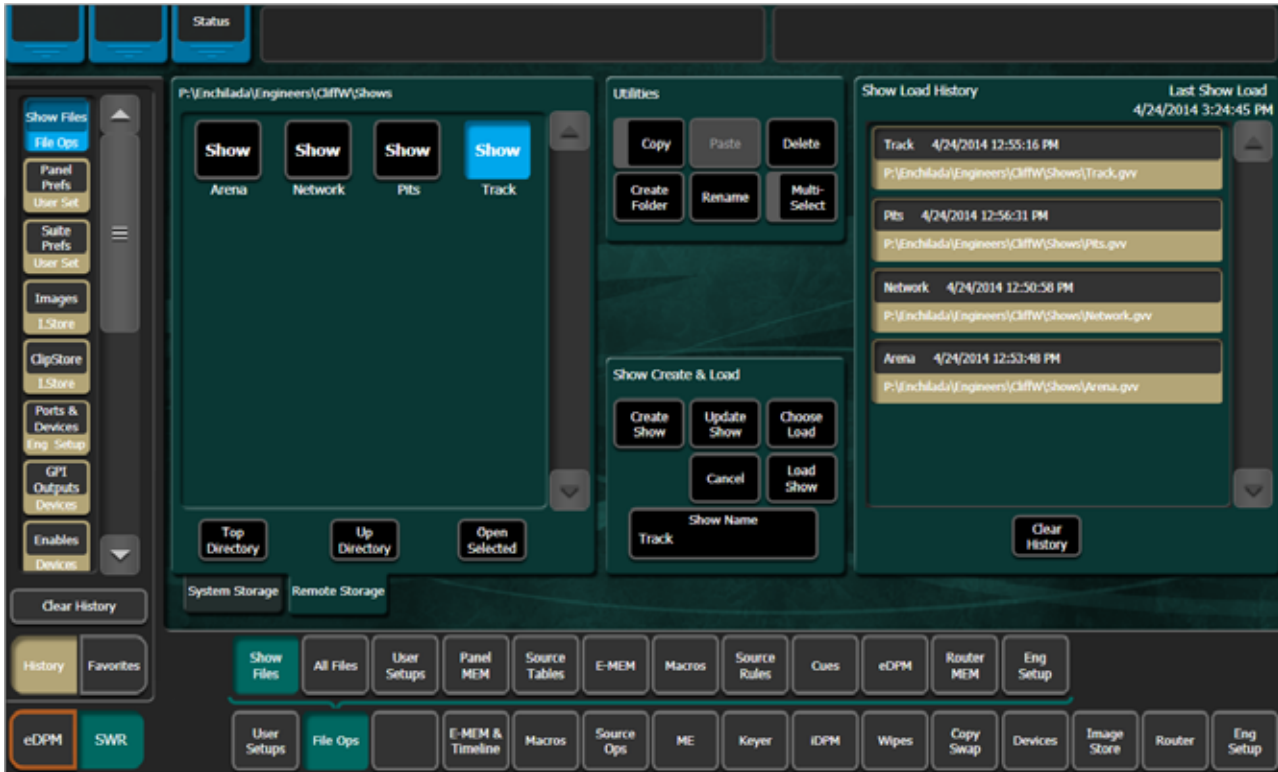 Status
Show Files
File Ops
Panel
Prefs
User Set
Suite
Prefs
User Set
Images
I.Store
ClipStore
I.Store
Ports &
Devices
Eng Setup
GPI
Outputs
Devices
Enables
Devices
Clear History
History
Favorites
eDPM
SWR
P:\Enchilada\Engineers\CliffW\Shows
Show
Show
Show
Show
Arena
Network
Pits
Track
Top
Directory
Up
Directory
Open
Selected
System Storage
Remote Storage
Utilities
Copy
Paste
Delete
Create
Folder
Rename
Multi-
Select
Show Create & Load
Create
Show
Update
Show
Choose
Load
Cancel
Load
Show
Show Name
Track
Show Load History
Last Show Load
4/24/2014 3:24:45 PM
Track 4/24/2014 12:55:16 PM
P:\Enchilada\Engineers\CliffW\Shows\Track.gvv
Pits 4/24/2014 12:56:31 PM
P:\Enchilada\Engineers\CliffW\Shows\Pits.gvv
Network 4/24/2014 12:50:58 PM
P:\Enchilada\Engineers\CliffW\Shows\Network.gvv
Arena 4/24/2014 12:53:48 PM
P:\Enchilada\Engineers\CliffW\Shows\Arena.gvv
Clear
History
Show
Files
All Files
User
Setups
Panel
MEM
Source
Tables
E-MEM
Macros
Source
Rules
Cues
eDPM
Router
MEM
Eng
Setup
User
Setups
File Ops
E-MEM &
Timeline
Macros
Source
Ops
ME
Keyer
iDPM
Wipes
Copy
Swap
Devices
Image
Store
Router
Eng
Setup